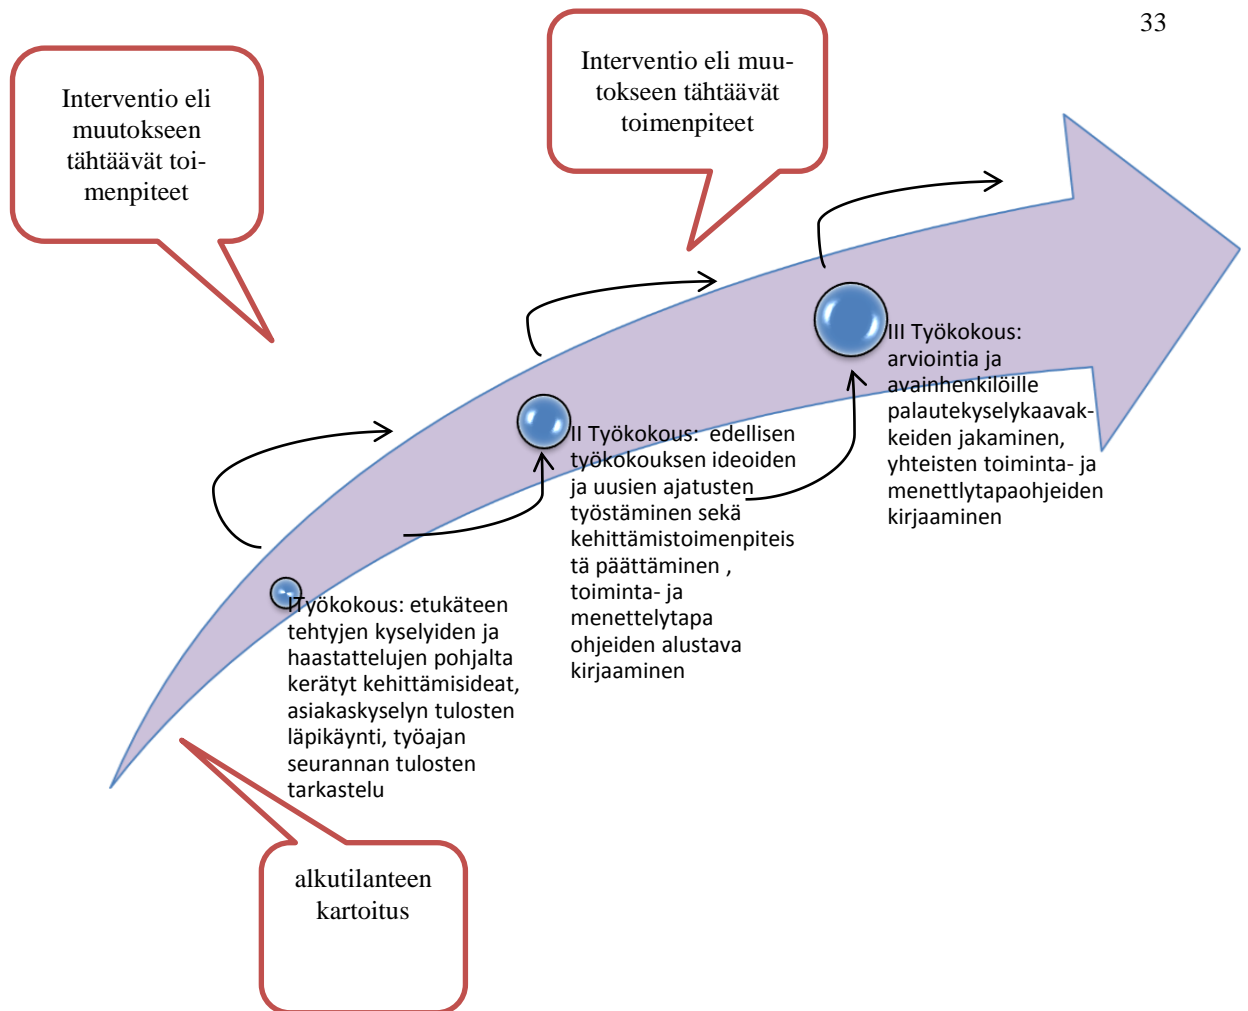 33
Interventio eli
muutokseen
tähtäävät toi-
menpiteet
Interventio eli muu-
tokseen tähtäävät
toimenpiteet
III Työkokous:
arviointia ja
avainhenkilöille
palautekyselykaavak-
keiden jakaminen,
yhteisten toiminta- ja
menettlytapaohjeiden
kirjaaminen
II Työkokous: edellisen
työkokouksen ideoiden
ja uusien ajatusten
työstäminen sekä
kehittämistoimenpiteis
tä päättäminen ,
toiminta- ja
menettelytapa
ohjeiden alustava
kirjaaminen
ITyökokous: etukäteen
tehtyjen kyselyiden ja
haastattelujen pohjalta
kerätyt kehittämisideat,
asiakaskyselyn tulosten
läpikäynti, työajan
seurannan tulosten
tarkastelu
alkutilanteen
kartoitus